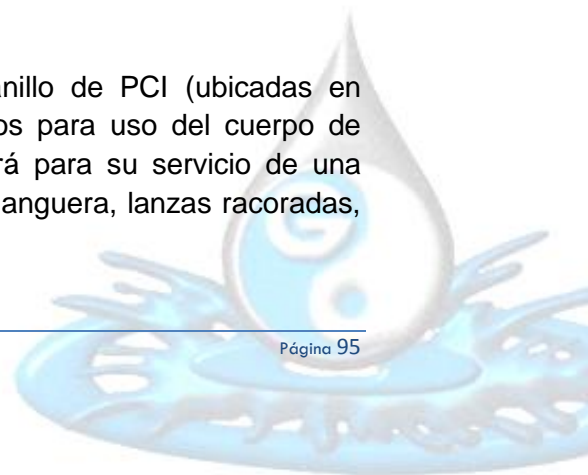 anillo de PCI (ubicadas en
os para uso del cuerpo de
rá para su servicio de una
anguera, lanzas racoradas,
Página 95